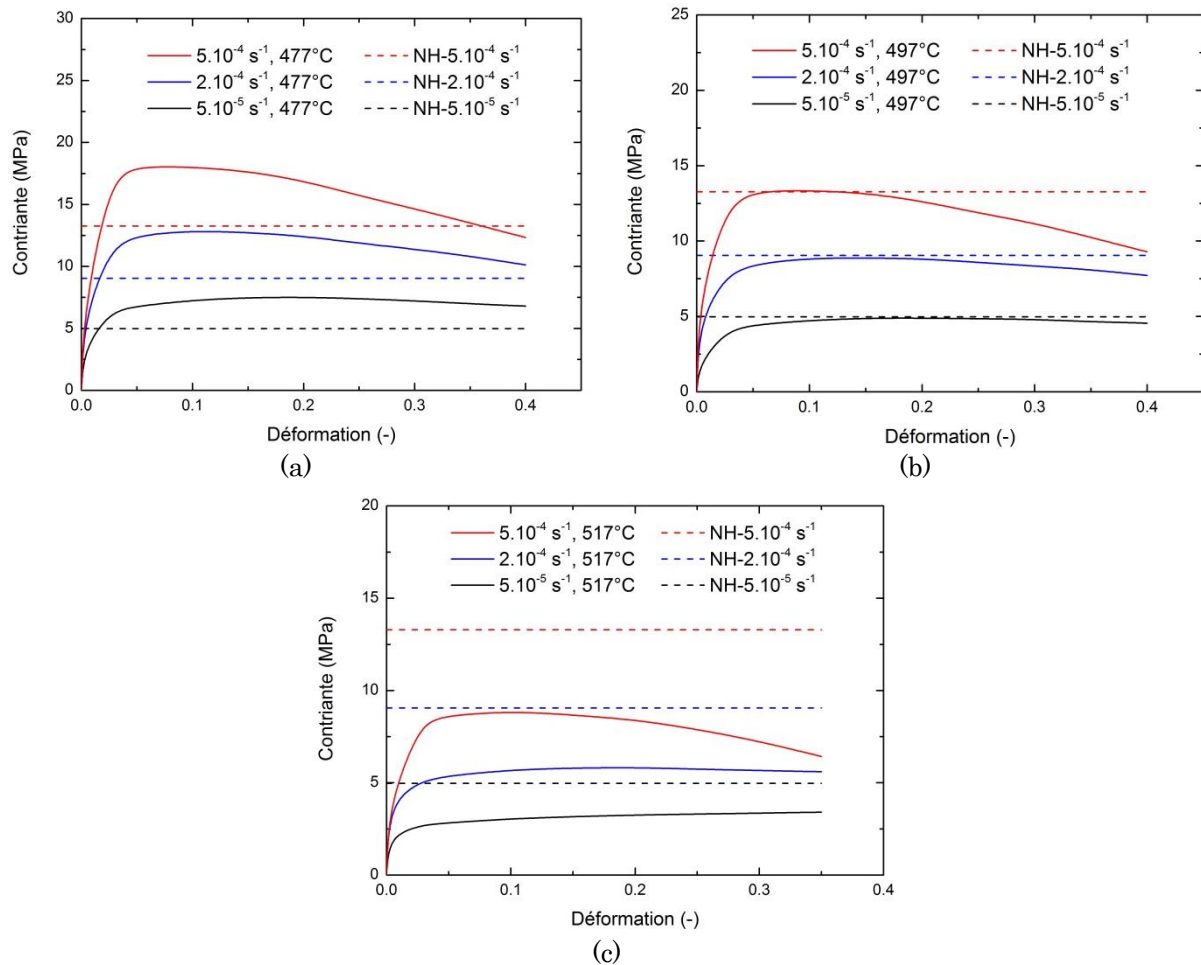 (a)
30
25
20
15
10
5
0
0.0 0.1 0.2 0.3 0.4
Contriante (MPa)
Déformation (-)
5.10⁻⁴ s⁻¹, 477°C NH-5.10⁻⁴ s⁻¹
2.10⁻⁴ s⁻¹, 477°C NH-2.10⁻⁴ s⁻¹
5.10⁻⁵ s⁻¹, 477°C NH-5.10⁻⁵ s⁻¹
(a)
(b)
25
20
15
10
5
0
0.0 0.1 0.2 0.3 0.4
Contriante (MPa)
Déformation (-)
5.10⁻⁴ s⁻¹, 497°C NH-5.10⁻⁴ s⁻¹
2.10⁻⁴ s⁻¹, 497°C NH-2.10⁻⁴ s⁻¹
5.10⁻⁵ s⁻¹, 497°C NH-5.10⁻⁵ s⁻¹
(b)
20
15
10
5
0
0.0 0.1 0.2 0.3 0.4
Contriante (MPa)
Déformation (-)
5.10⁻⁴ s⁻¹, 517°C NH-5.10⁻⁴ s⁻¹
2.10⁻⁴ s⁻¹, 517°C NH-2.10⁻⁴ s⁻¹
5.10⁻⁵ s⁻¹, 517°C NH-5.10⁻⁵ s⁻¹
(c)